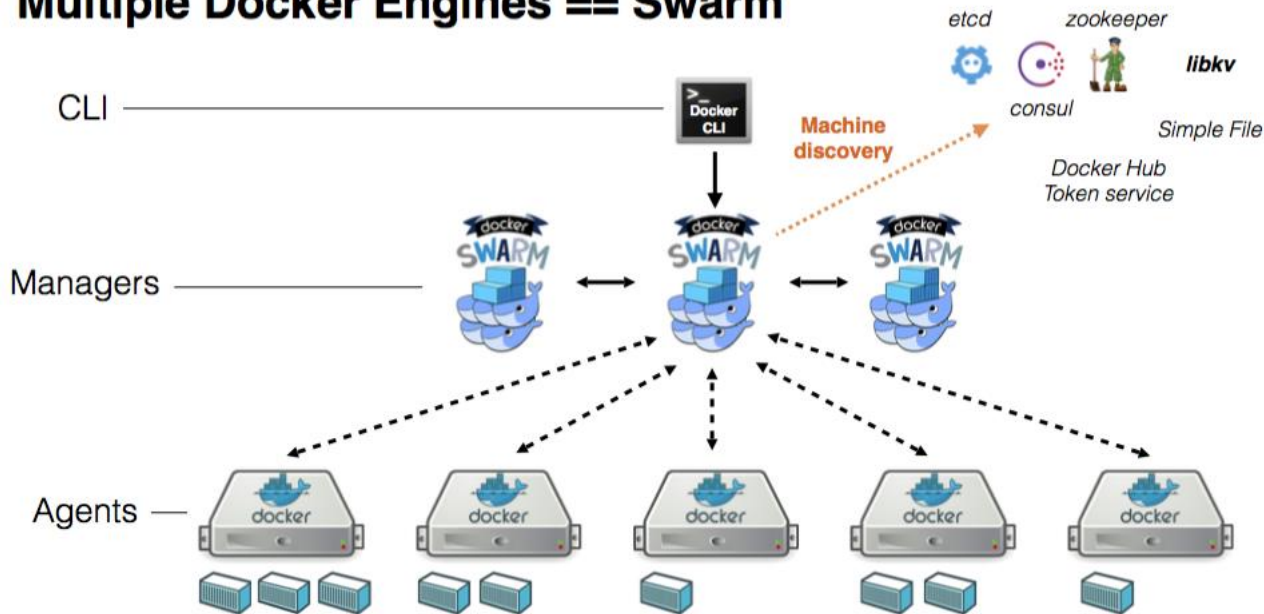 Multiple Docker Engines == Swarm
etcd
zookeeper
libkv
consul
Simple File
Docker Hub
Token service
CLI
>_
Docker
CLI
Machine
discovery
docker
SWARM
docker
SWARM
docker
SWARM
Managers
Agents
docker
docker
docker
docker
docker